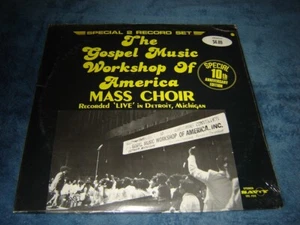 SPECIAL 2 RECORD SET
The
Gospel Music
Workshop Of
America
MASS CHOIR
Recorded 'LIVE' in Detroit, Michigan
SPECIAL
10th
ANNIVERSARY
EDITION
GOSPEL MUSIC WORKSHOP OF AMERICA, INC.
SAVOY